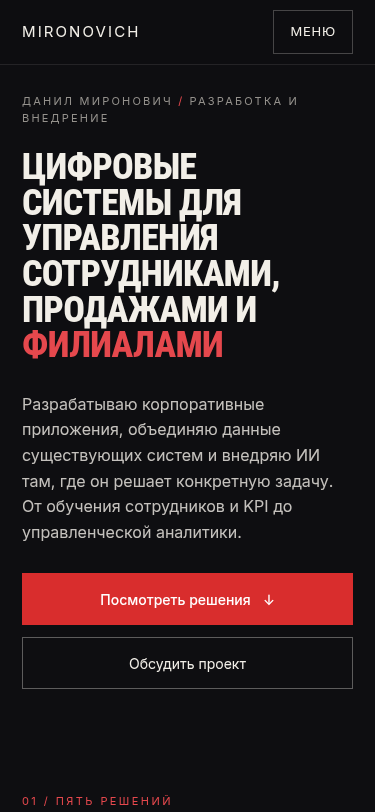 MIRONOVICH
МЕНЮ
ДАНИЛ МИРОНОВИЧ / РАЗРАБОТКА И
ВНЕДРЕНИЕ
ЦИФРОВЫЕ
СИСТЕМЫ ДЛЯ
УПРАВЛЕНИЯ
СОТРУДНИКАМИ,
ПРОДАЖАМИ И
ФИЛИАЛАМИ
Разрабатываю корпоративные
приложения, объединяю данные
существующих систем и внедряю ИИ
там, где он решает конкретную задачу.
От обучения сотрудников и KPI до
управленческой аналитики.
Посмотреть решения ↓
Обсудить проект
01 / ПЯТЬ РЕШЕНИЙ